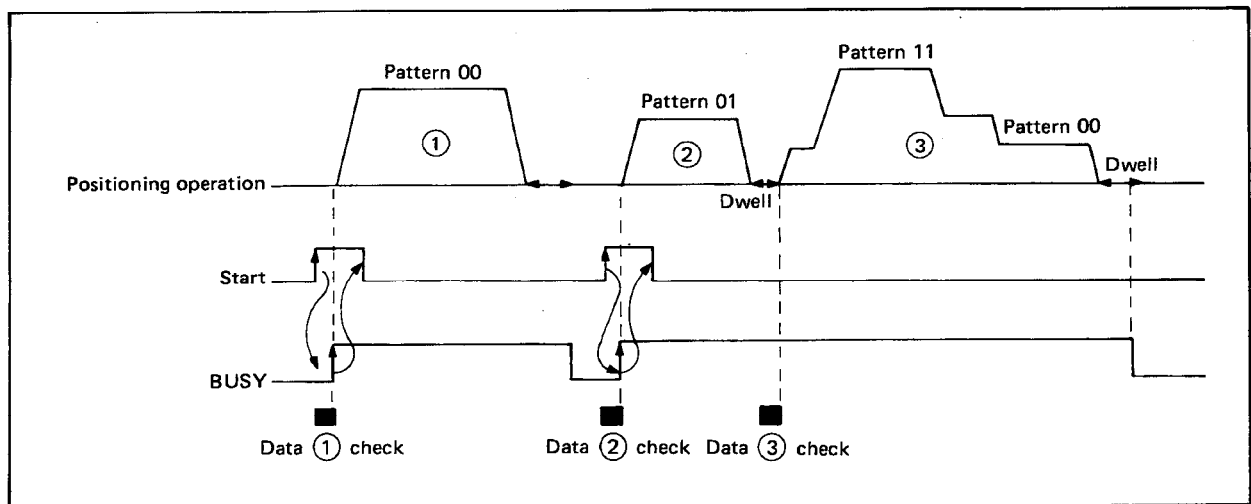 Pattern 11
Pattern 00
Pattern 01
Pattern 00
① ② ③
Positioning operation
Dwell
Dwell
Start
BUSY
Data ① check Data ② check Data ③ check